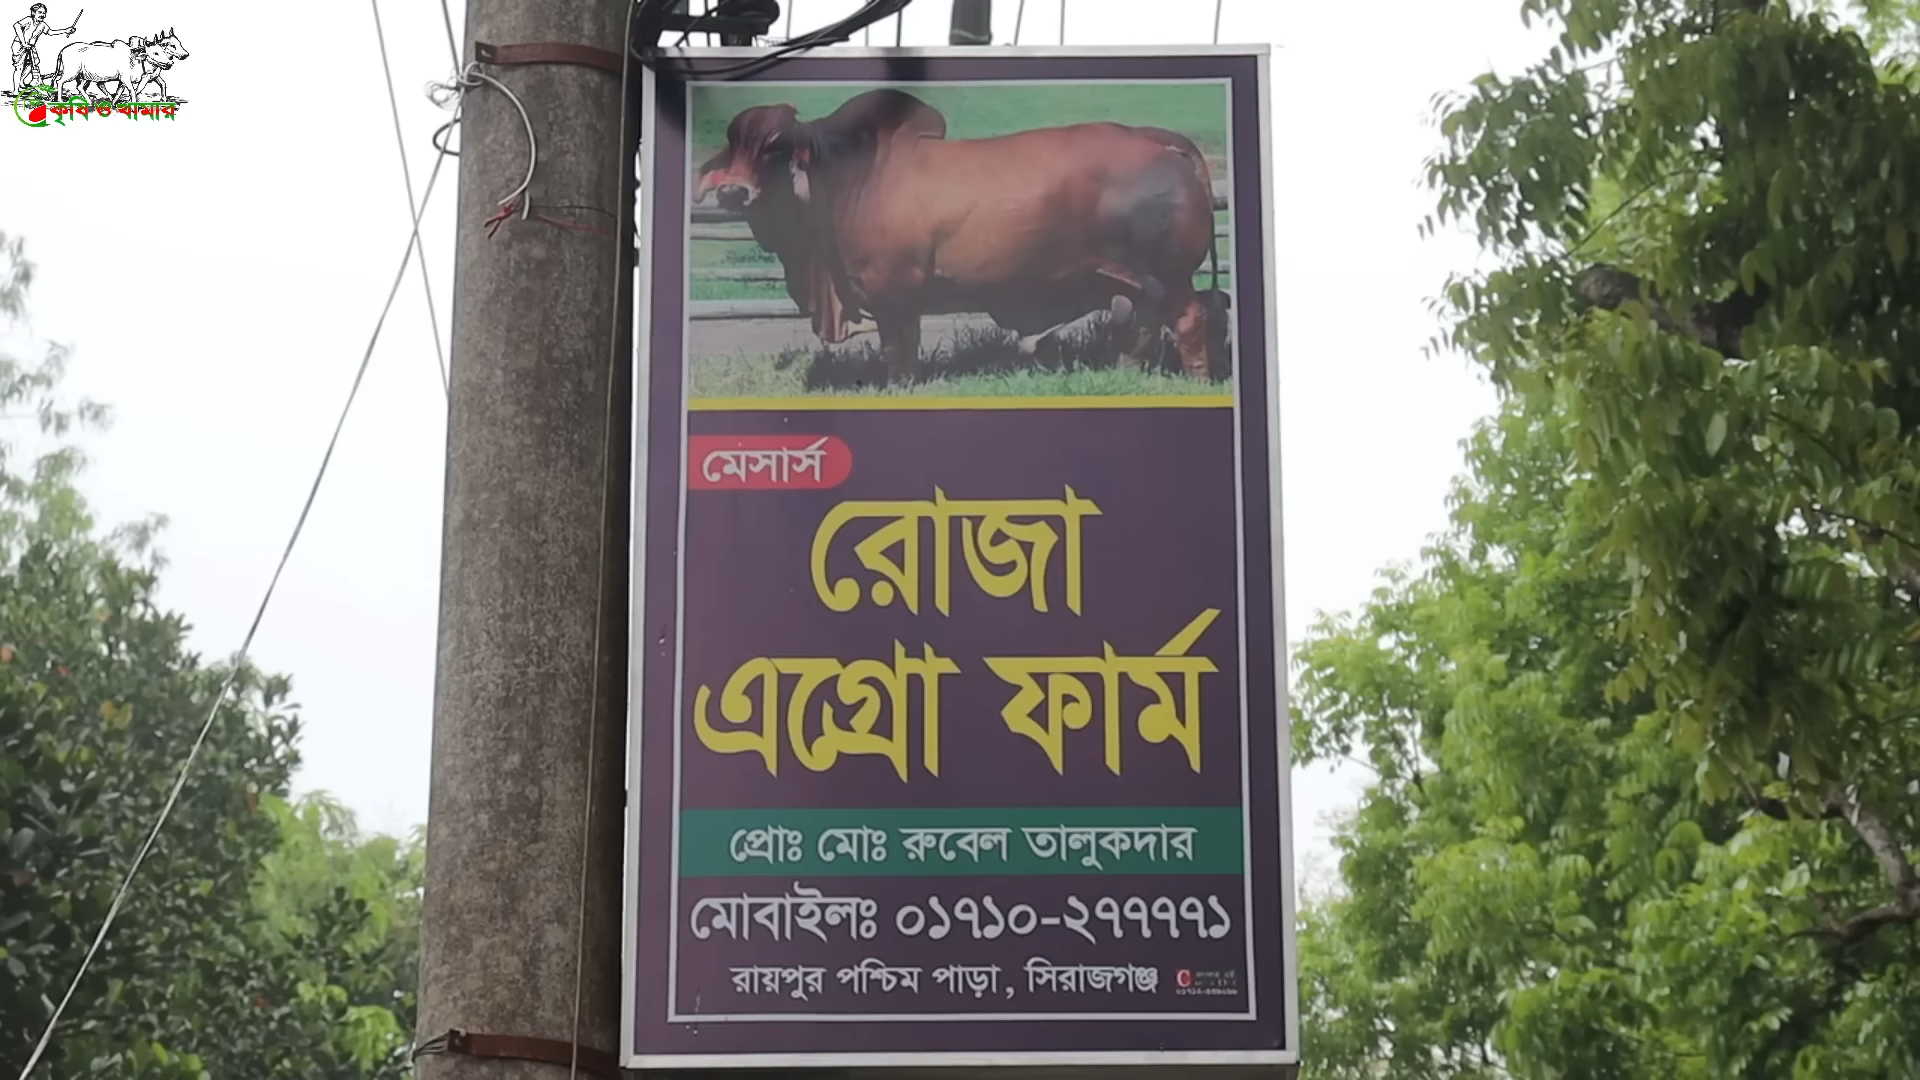 কৃষি ও খামার
মেসার্স
রোজা
এগ্রো ফার্ম
প্রোঃ মোঃ রুবেল তালুকদার
মোবাইলঃ ০১৭১০-২৭৭৭৭১
রায়পুর পশ্চিম পাড়া, সিরাজগঞ্জ